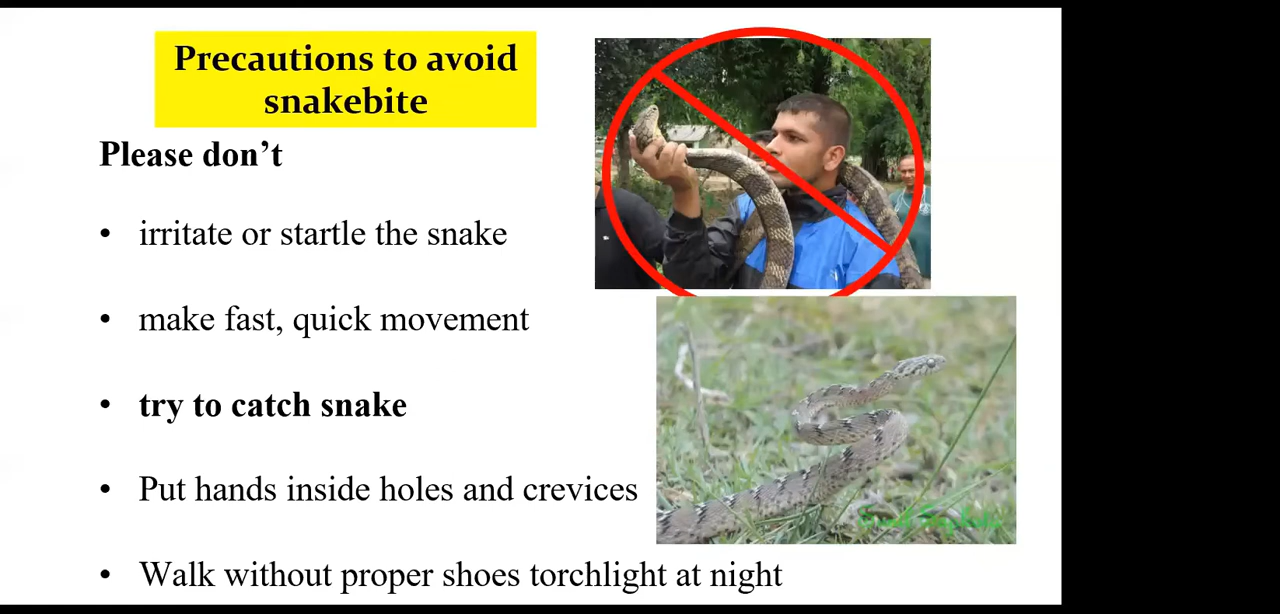 Precautions to avoid
snakebite
Please don't
• irritate or startle the snake
• make fast, quick movement
• try to catch snake
• Put hands inside holes and crevices
• Walk without proper shoes torchlight at night